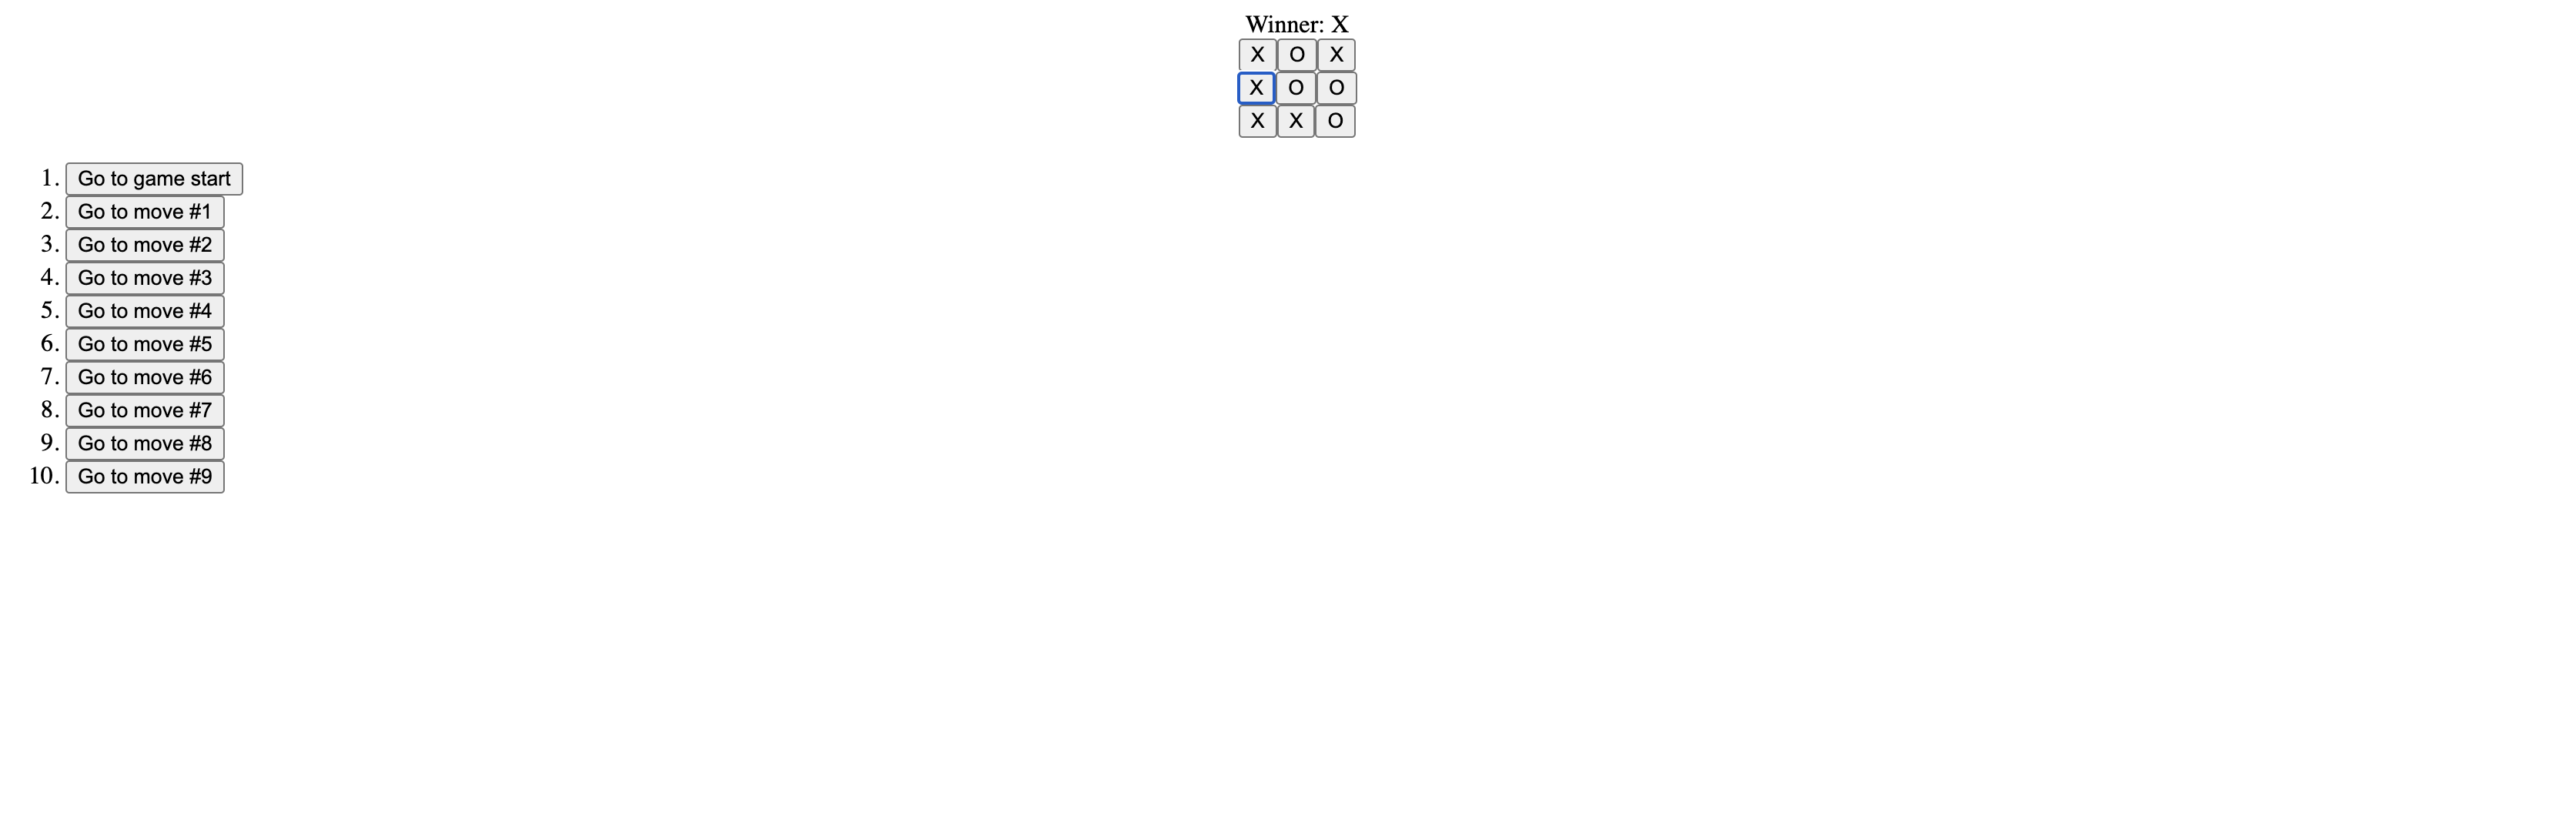 Winner: X
X O X
X O O
X X O
1. Go to game start
2. Go to move #1
3. Go to move #2
4. Go to move #3
5. Go to move #4
6. Go to move #5
7. Go to move #6
8. Go to move #7
9. Go to move #8
10. Go to move #9